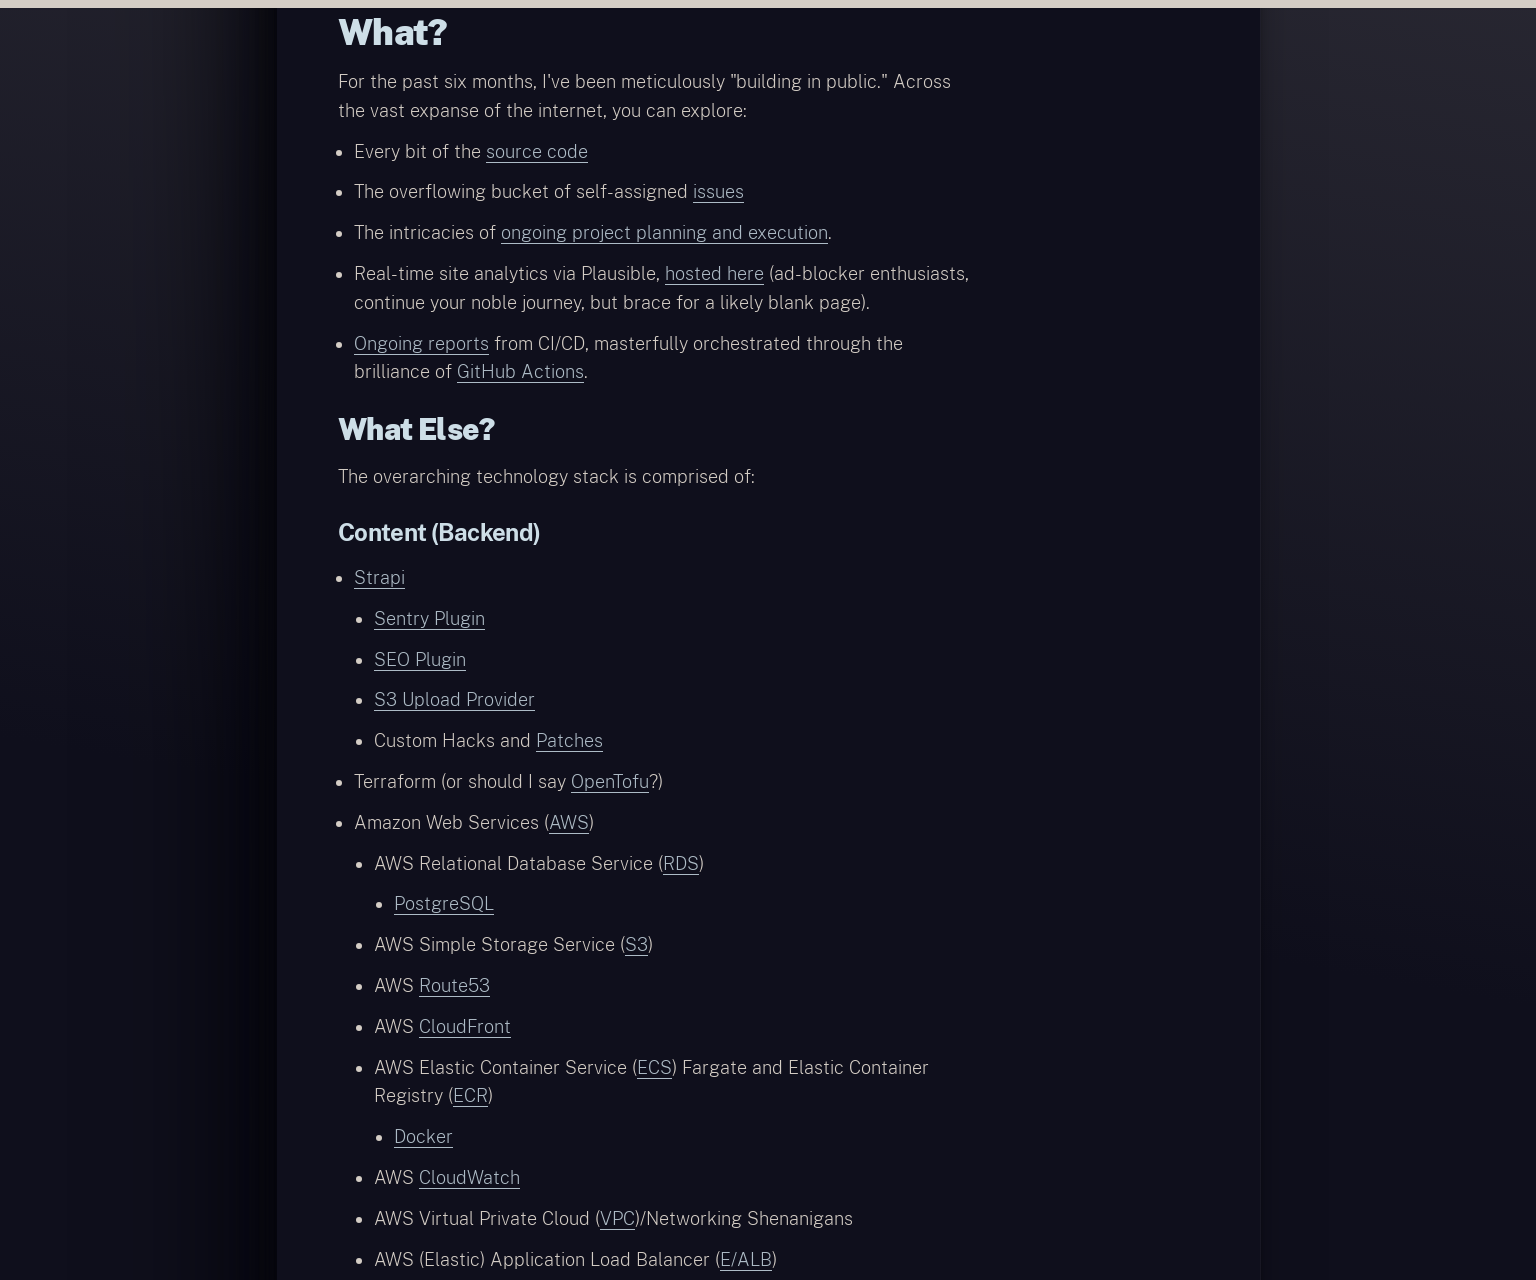 What?
For the past six months, I've been meticulously "building in public." Across
the vast expanse of the internet, you can explore:
Every bit of the source code
The overflowing bucket of self-assigned issues
The intricacies of ongoing project planning and execution.
Real-time site analytics via Plausible, hosted here (ad-blocker enthusiasts,
continue your noble journey, but brace for a likely blank page).
Ongoing reports from CI/CD, masterfully orchestrated through the
brilliance of GitHub Actions.
What Else?
The overarching technology stack is comprised of:
Content (Backend)
Strapi
Sentry Plugin
SEO Plugin
S3 Upload Provider
Custom Hacks and Patches
Terraform (or should I say OpenTofu?)
Amazon Web Services (AWS)
AWS Relational Database Service (RDS)
PostgreSQL
AWS Simple Storage Service (S3)
AWS Route53
AWS CloudFront
AWS Elastic Container Service (ECS) Fargate and Elastic Container
Registry (ECR)
Docker
AWS CloudWatch
AWS Virtual Private Cloud (VPC)/Networking Shenanigans
AWS (Elastic) Application Load Balancer (E/ALB)